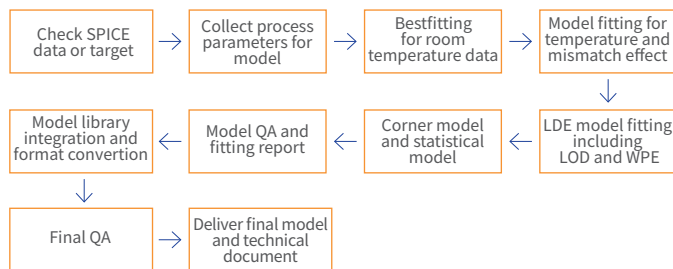 Check SPICE
data or target
Collect process
parameters for
model
Bestfitting
for room
temperature data
Model fitting for
temperature and
mismatch effect
LDE model fitting
including
LOD and WPE
Corner model
and statistical
model
Model QA and
fitting report
Model library
integration and
format convertion
Final QA
Deliver final model
and technical
document